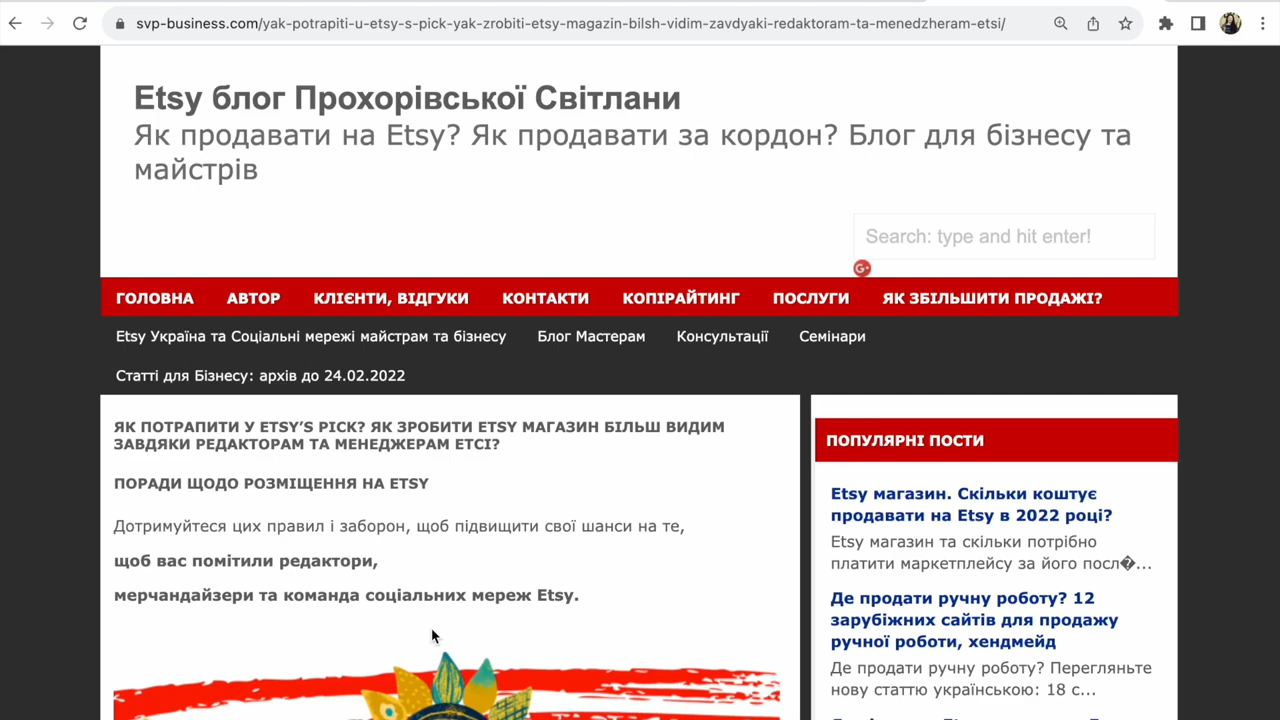 svp-business.com/yak-potrapiti-u-etsy-s-pick-yak-zrobiti-etsy-magazin-bilsh-vidim-zavdyaki-redaktoram-ta-menedzheram-etsi/
Etsy блог Прохорівської Світлани
Як продавати на Etsy? Як продавати за кордон? Блог для бізнесу та
майстрів
Search: type and hit enter!
G+
ГОЛОВНА АВТОР КЛІЄНТИ, ВІДГУКИ КОНТАКТИ КОПІРАЙТИНГ ПОСЛУГИ ЯК ЗБІЛЬШИТИ ПРОДАЖІ?
Etsy Україна та Соціальні мережі майстрам та бізнесу Блог Мастерам Консультації Семінари
Статті для Бізнесу: архів до 24.02.2022
ЯК ПОТРАПИТИ У ETSY’S PICK? ЯК ЗРОБИТИ ETSY МАГАЗИН БІЛЬШ ВИДИМ
ЗАВДЯКИ РЕДАКТОРАМ ТА МЕНЕДЖЕРАМ ЕТСІ?
ПОРАДИ ЩОДО РОЗМІЩЕННЯ НА ETSY
Дотримуйтеся цих правил і заборон, щоб підвищити свої шанси на те,
щоб вас помітили редактори,
мерчандайзери та команда соціальних мереж Etsy.
ПОПУЛЯРНІ ПОСТИ
Etsy магазин. Скільки коштує
продавати на Etsy в 2022 році?
Etsy магазин та скільки потрібно
платити маркетплейсу за його посл�...
Де продати ручну роботу? 12
зарубіжних сайтів для продажу
ручної роботи, хендмейд
Де продати ручну роботу? Перегляньте
нову статтю українською: 18 с...